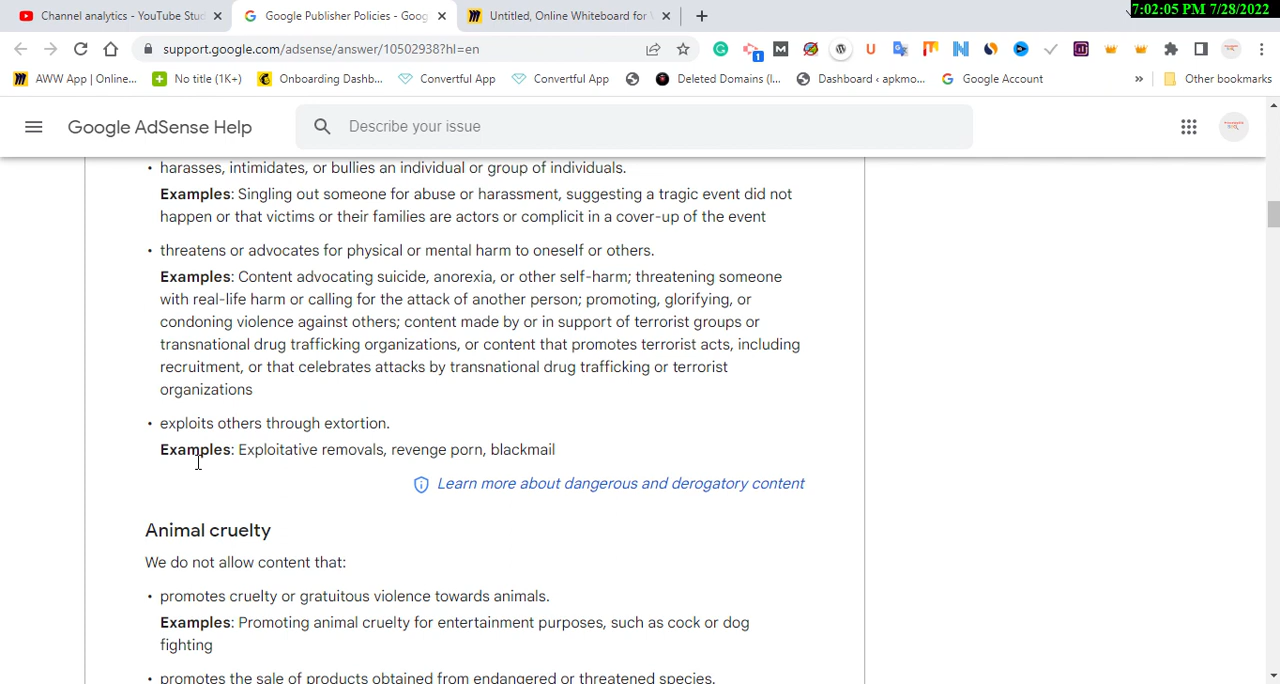 7:02:05 PM 7/28/2022
Channel analytics - YouTube Stud
Google Publisher Policies - Goog
Untitled, Online Whiteboard for V
support.google.com/adsense/answer/10502938?hl=en
AWW App | Online...
No title (1K+)
Onboarding Dashb...
Converful App
Converful App
Deleted Domains (l...
Dashboard ‹ apkmo...
Google Account
»
Other bookmarks
Google AdSense Help
Describe your issue
• harasses, intimidates, or bullies an individual or group of individuals.
Examples: Singling out someone for abuse or harassment, suggesting a tragic event did not
happen or that victims or their families are actors or complicit in a cover-up of the event
• threatens or advocates for physical or mental harm to oneself or others.
Examples: Content advocating suicide, anorexia, or other self-harm; threatening someone
with real-life harm or calling for the attack of another person; promoting, glorifying, or
condoning violence against others; content made by or in support of terrorist groups or
transnational drug trafficking organizations, or content that promotes terrorist acts, including
recruitment, or that celebrates attacks by transnational drug trafficking or terrorist
organizations
• exploits others through extortion.
Examples: Exploitative removals, revenge porn, blackmail
Learn more about dangerous and derogatory content
Animal cruelty
We do not allow content that:
• promotes cruelty or gratuitous violence towards animals.
Examples: Promoting animal cruelty for entertainment purposes, such as cock or dog
fighting
• promotes the sale of products obtained from endangered or threatened species.